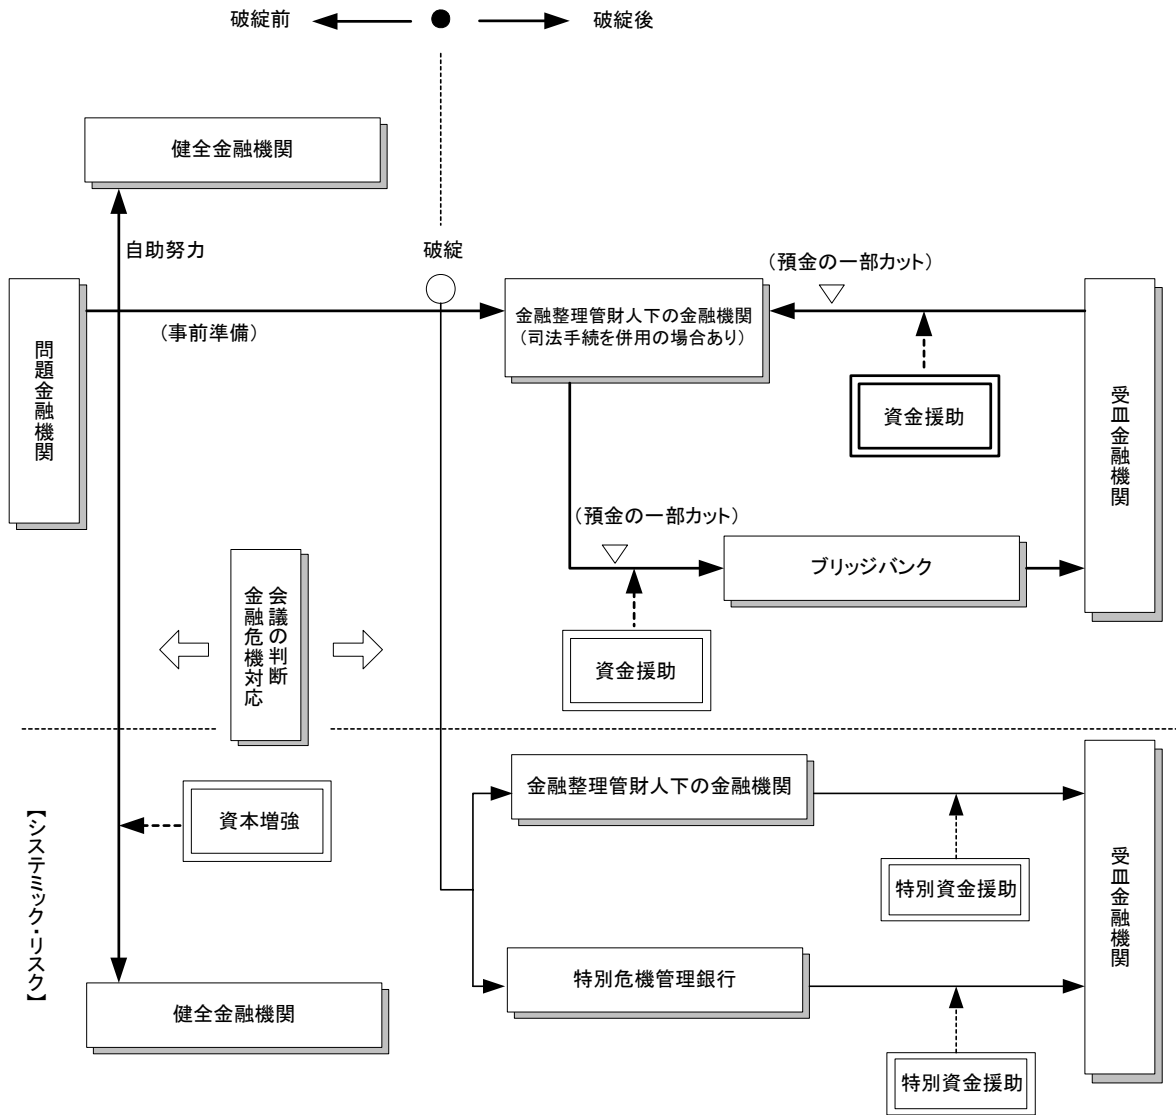 破綻前
破綻後
健全金融機関
自助努力
破綻
（預金の一部カット）
問題金融機関
（事前準備）
金融整理管財人下の金融機関
（司法手続を併用の場合あり）
資金援助
受皿金融機関
（預金の一部カット）
ブリッジバンク
資金援助
金融危機対応
会議の判断
【システミック・リスク】
資本増強
金融整理管財人下の金融機関
特別資金援助
受皿金融機関
特別危機管理銀行
健全金融機関
特別資金援助